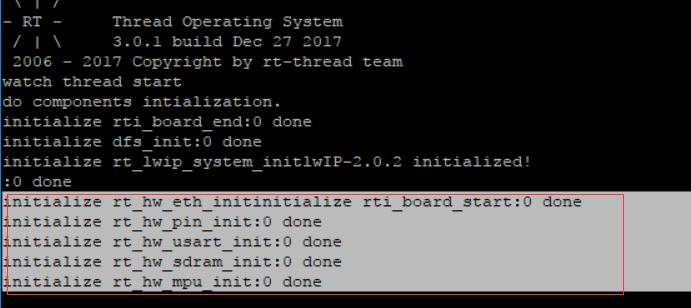 \ | /
- RT - Thread Operating System
/ | \ 3.0.1 build Dec 27 2017
2006 - 2017 Copyright by rt-thread team
watch thread start
do components intialization.
initialize rti_board_end:0 done
initialize dfs_init:0 done
initialize rt_lwip_system_initlwIP-2.0.2 initialized!
:0 done
initialize rt_hw_eth_initinitialize rti_board_start:0 done
initialize rt_hw_pin_init:0 done
initialize rt_hw_usart_init:0 done
initialize rt_hw_sdram_init:0 done
initialize rt_hw_mpu_init:0 done